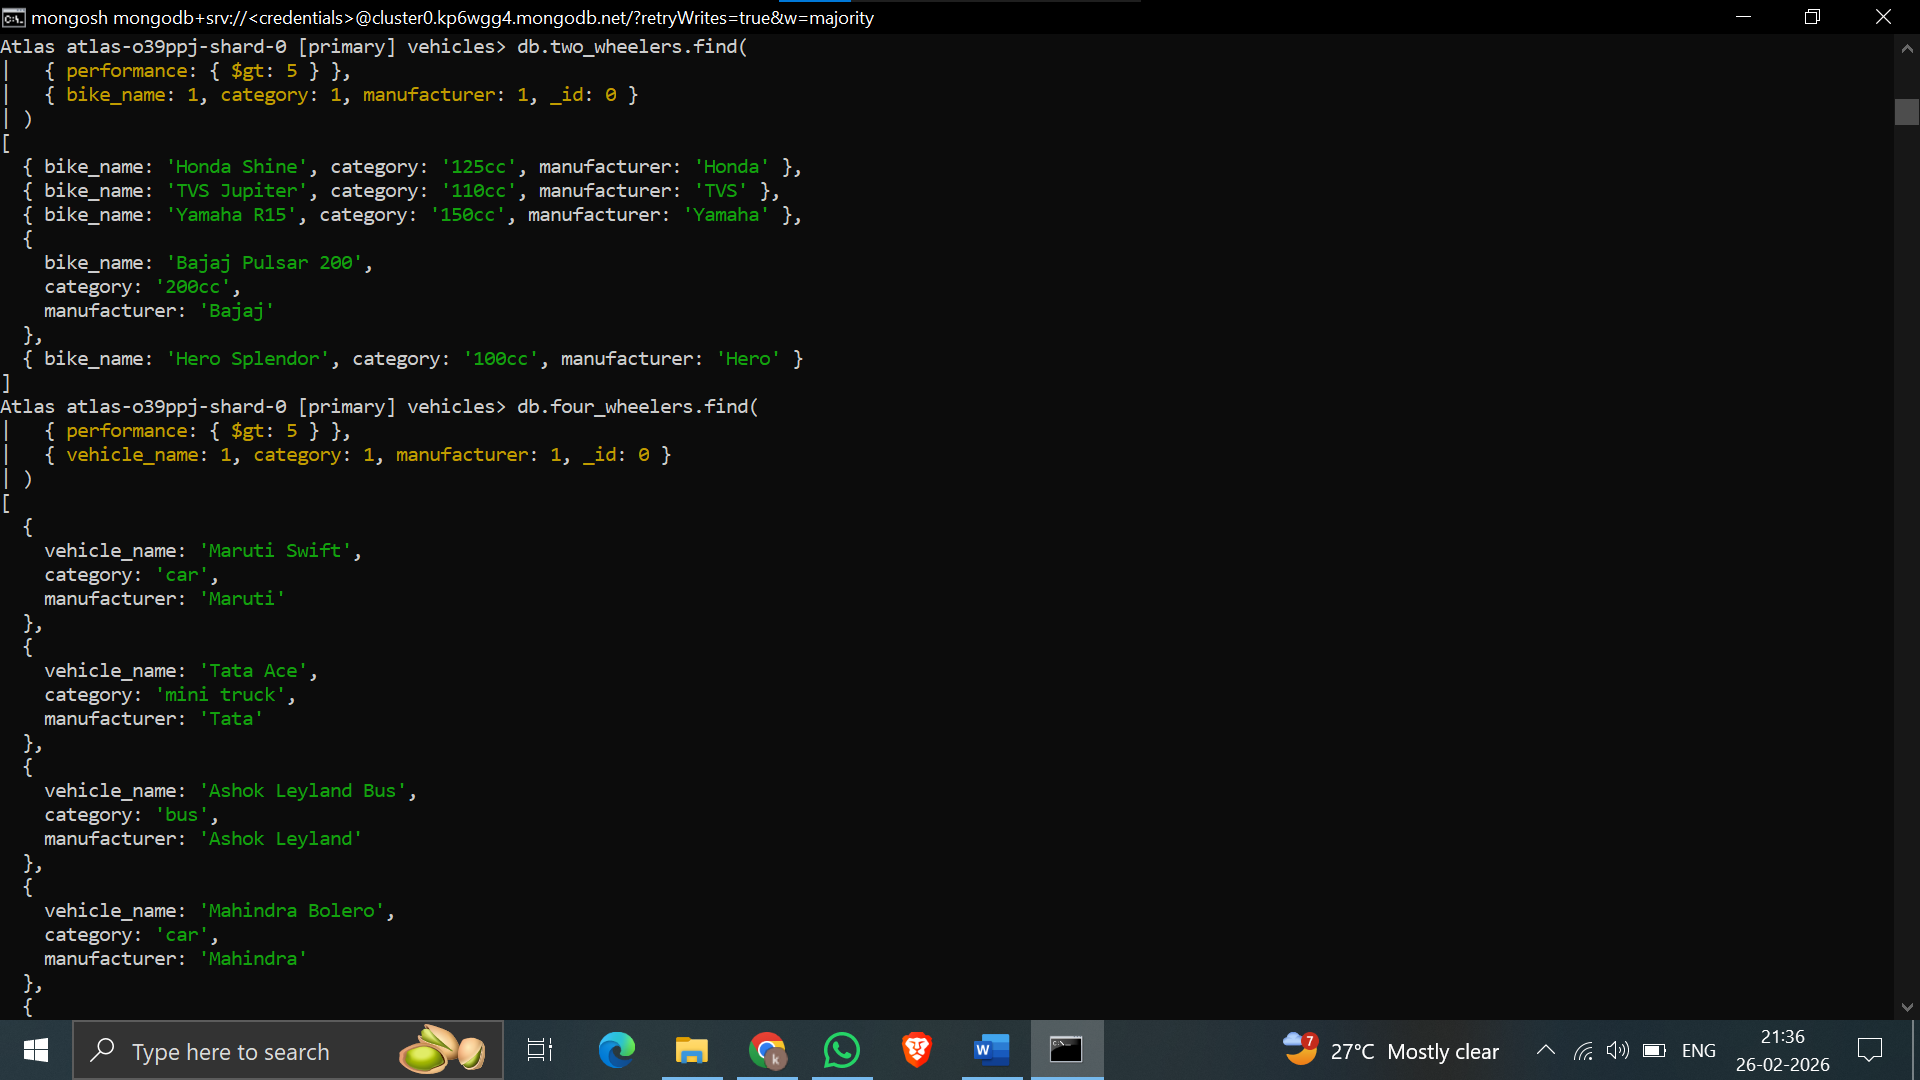 mongosh mongodb+srv://<credentials>@cluster0.kp6wgg4.mongodb.net/?retryWrites=true&w=majority
Atlas atlas-o39ppj-shard-0 [primary] vehicles> db.two_wheelers.find(
|   { performance: { $gt: 5 } },
|   { bike_name: 1, category: 1, manufacturer: 1, _id: 0 }
| )
[
  { bike_name: 'Honda Shine', category: '125cc', manufacturer: 'Honda' },
  { bike_name: 'TVS Jupiter', category: '110cc', manufacturer: 'TVS' },
  { bike_name: 'Yamaha R15', category: '150cc', manufacturer: 'Yamaha' },
  {
    bike_name: 'Bajaj Pulsar 200',
    category: '200cc',
    manufacturer: 'Bajaj'
  },
  { bike_name: 'Hero Splendor', category: '100cc', manufacturer: 'Hero' }
]
Atlas atlas-o39ppj-shard-0 [primary] vehicles> db.four_wheelers.find(
|   { performance: { $gt: 5 } },
|   { vehicle_name: 1, category: 1, manufacturer: 1, _id: 0 }
| )
[
  {
    vehicle_name: 'Maruti Swift',
    category: 'car',
    manufacturer: 'Maruti'
  },
  {
    vehicle_name: 'Tata Ace',
    category: 'mini truck',
    manufacturer: 'Tata'
  },
  {
    vehicle_name: 'Ashok Leyland Bus',
    category: 'bus',
    manufacturer: 'Ashok Leyland'
  },
  {
    vehicle_name: 'Mahindra Bolero',
    category: 'car',
    manufacturer: 'Mahindra'
  },
  {
Type here to search
7
27°C Mostly clear
ENG
21:36
26-02-2026